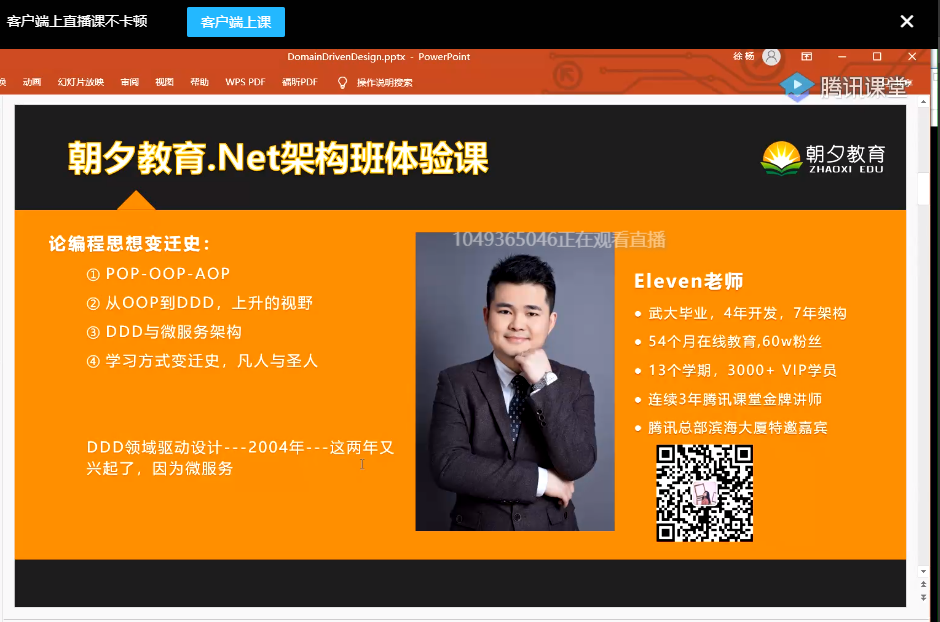 客户端上直播课不卡顿
客户端上课
DomainDrivenDesign.pptx - PowerPoint
徐 杨
换 动画 幻灯片放映 审阅 视图 帮助 WPS PDF 福昕PDF 操作说明搜索
腾讯课堂
朝夕教育.Net架构班体验课
朝夕教育
ZHAOXI EDU
论编程思想变迁史：
① POP-OOP-AOP
② 从OOP到DDD，上升的视野
③ DDD与微服务架构
④ 学习方式变迁史，凡人与圣人
DDD领域驱动设计---2004年---这两年又
兴起了，因为微服务
1049365046正在观看直播
Eleven老师
● 武大毕业，4年开发，7年架构
● 54个月在线教育,60w粉丝
● 13个学期，3000+ VIP学员
● 连续3年腾讯课堂金牌讲师
● 腾讯总部滨海大厦特邀嘉宾